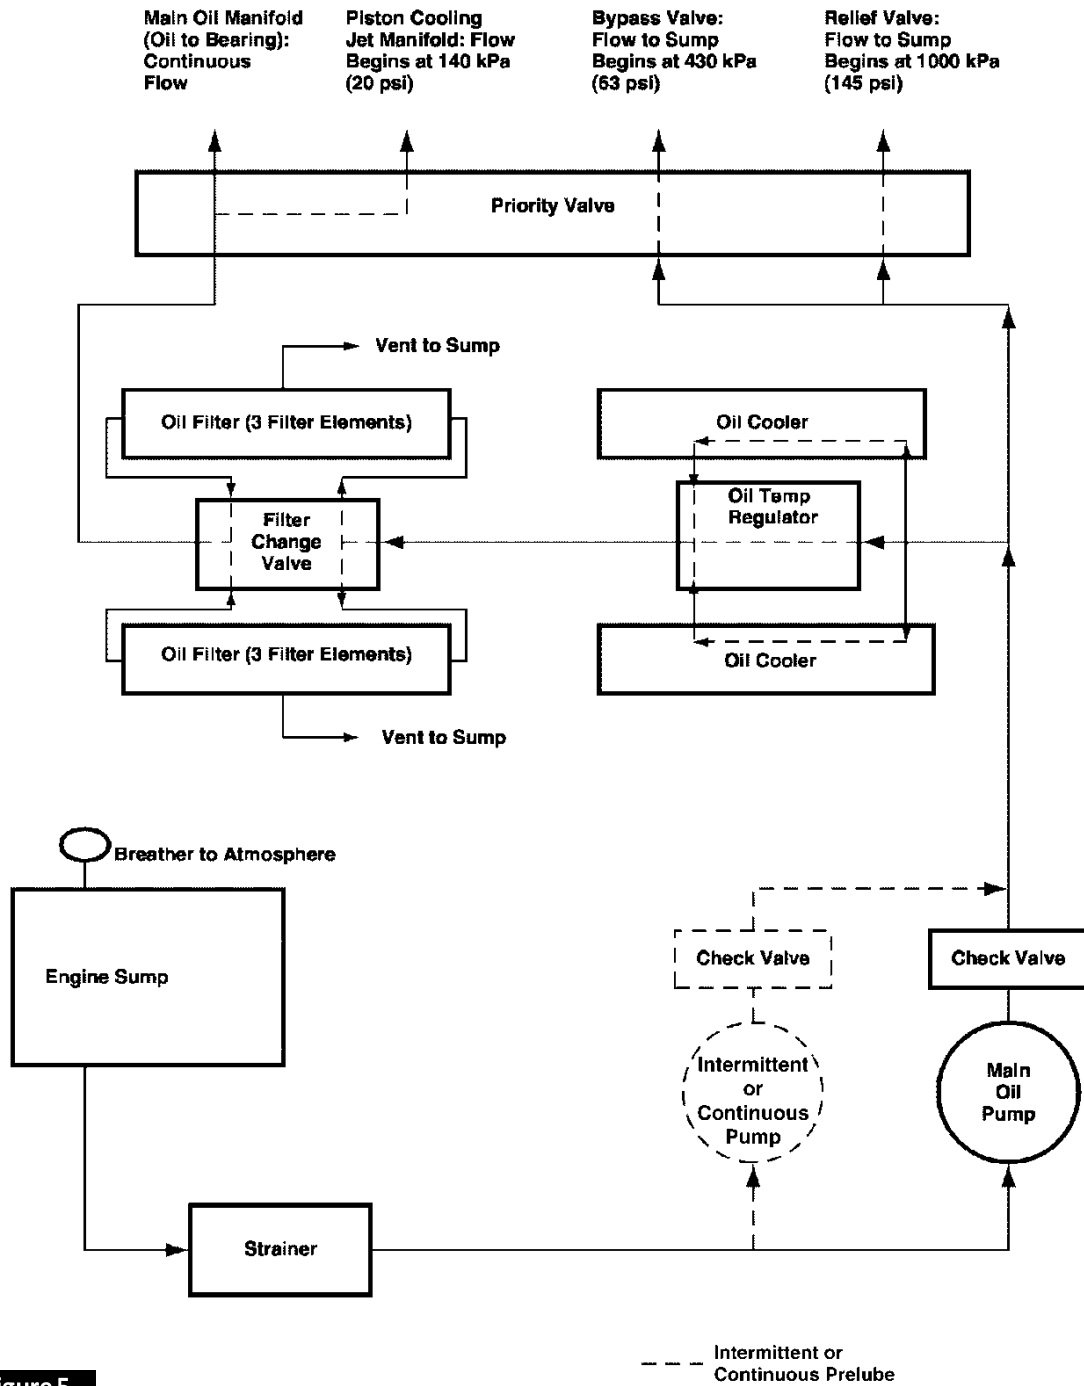 Main Oil Manifold
(Oil to Bearing):
Continuous
Flow
Piston Cooling
Jet Manifold: Flow
Begins at 140 kPa
(20 psi)
Bypass Valve:
Flow to Sump
Begins at 430 kPa
(63 psi)
Relief Valve:
Flow to Sump
Begins at 1000 kPa
(145 psi)
Priority Valve
Vent to Sump
Oil Filter (3 Filter Elements)
Oil Cooler
Filter
Change
Valve
Oil Temp
Regulator
Oil Filter (3 Filter Elements)
Oil Cooler
Vent to Sump
Breather to Atmosphere
Engine Sump
Check Valve
Check Valve
Intermittent
or
Continuous
Pump
Main
Oil
Pump
Strainer
Intermittent or
Continuous Prelube